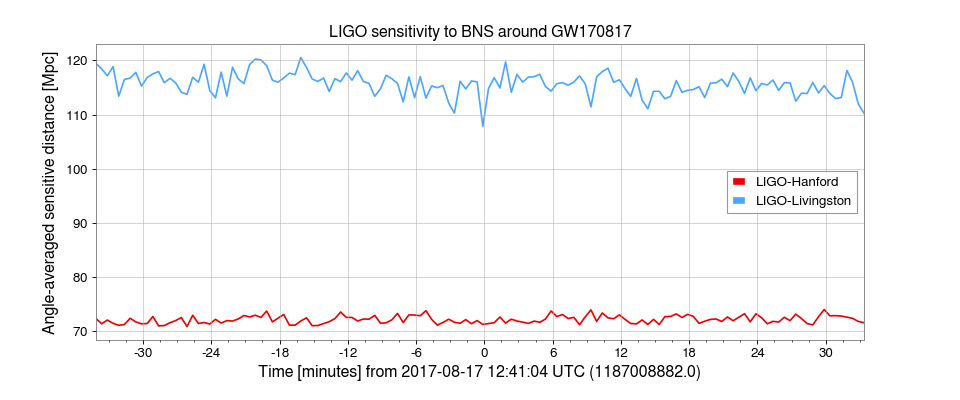 LIGO sensitivity to BNS around GW170817
Angle-averaged sensitive distance [Mpc]
120
110
100
90
80
70
LIGO-Hanford
LIGO-Livingston
-30 -24 -18 -12 -6 0 6 12 18 24 30
Time [minutes] from 2017-08-17 12:41:04 UTC (1187008882.0)